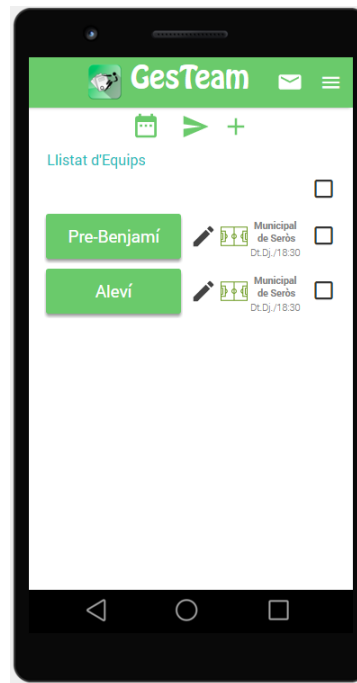 GesTeam
Llistat d'Equips
Pre-Benjamí
Municipal
de Seròs
Dt.Dj./18:30
Aleví
Municipal
de Seròs
Dt.Dj./18:30